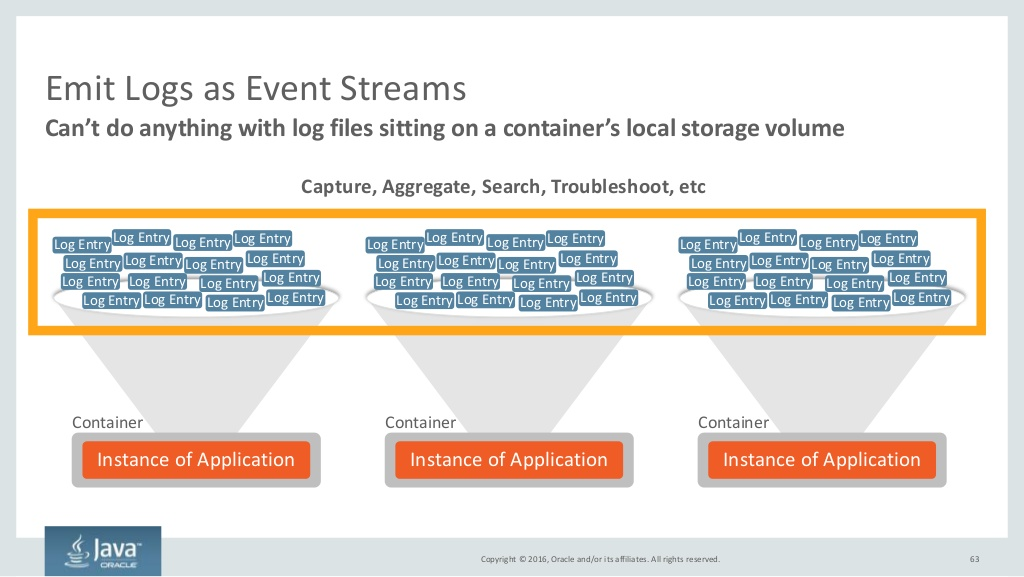 Emit Logs as Event Streams
Can’t do anything with log files sitting on a container’s local storage volume
Capture, Aggregate, Search, Troubleshoot, etc
Log Entry Log Entry Log Entry Log Entry Log Entry Log Entry Log Entry Log Entry Log Entry Log Entry Log Entry Log Entry
Log Entry Log Entry Log Entry Log Entry Log Entry Log Entry Log Entry Log Entry Log Entry Log Entry Log Entry Log Entry
Log Entry Log Entry Log Entry Log Entry Log Entry Log Entry Log Entry Log Entry Log Entry Log Entry Log Entry Log Entry
Log Entry Log Entry Log Entry Log Entry Log Entry Log Entry Log Entry Log Entry Log Entry Log Entry Log Entry Log Entry
Container Container Container
Instance of Application Instance of Application Instance of Application
Java™
ORACLE
Copyright © 2016, Oracle and/or its affiliates. All rights reserved. 63